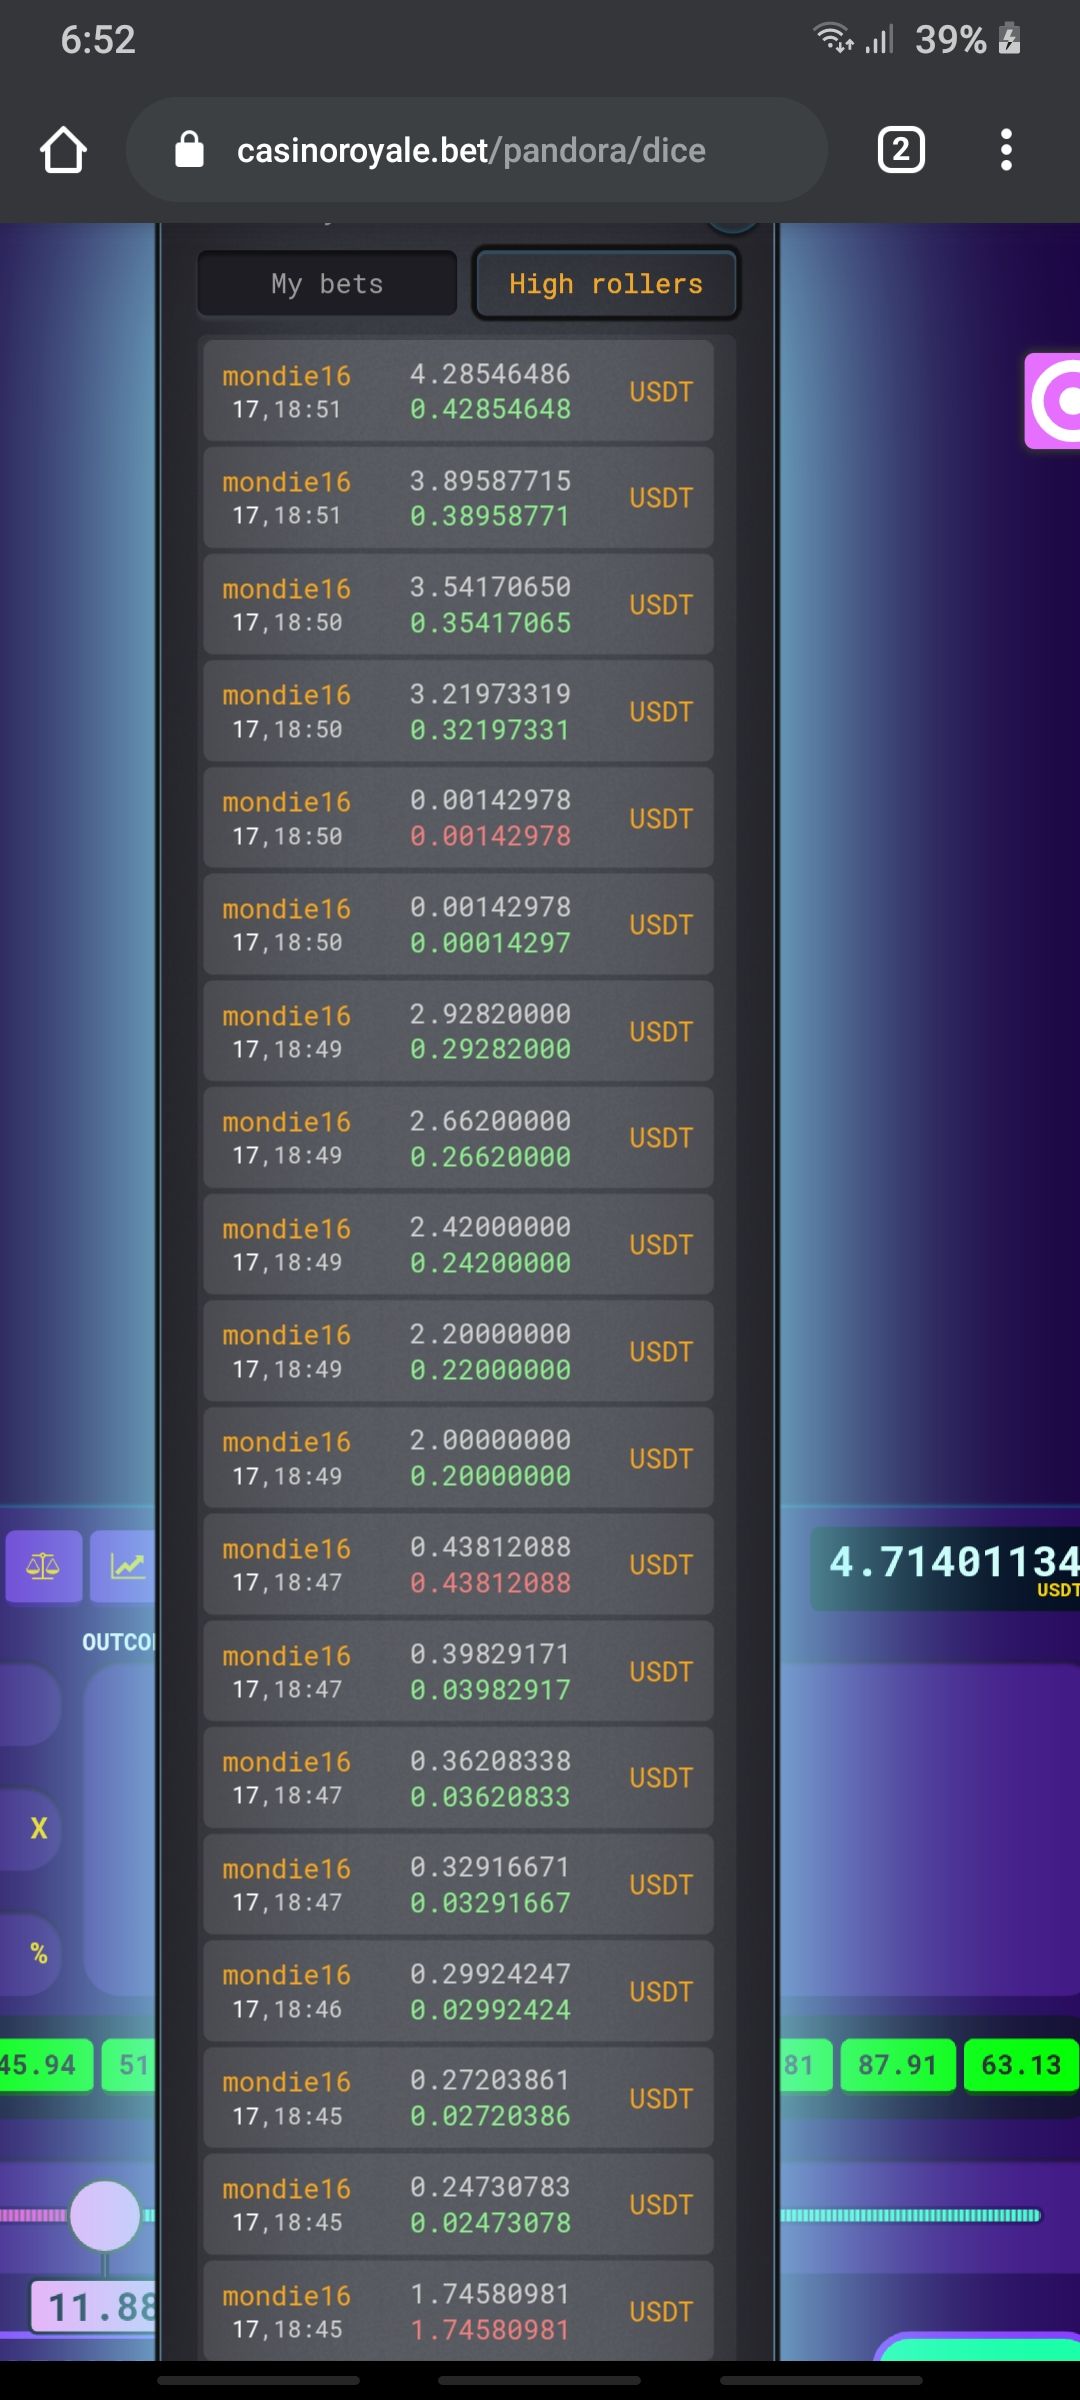 6:52
39%
casinoroyale.bet/pandora/dice
2
My bets
High rollers
mondie16 4.28546486 USDT
17,18:51 0.42854648
mondie16 3.89587715 USDT
17,18:51 0.38958771
mondie16 3.54170650 USDT
17,18:50 0.35417065
mondie16 3.21973319 USDT
17,18:50 0.32197331
mondie16 0.00142978 USDT
17,18:50 0.00142978
mondie16 0.00142978 USDT
17,18:50 0.00014297
mondie16 2.92820000 USDT
17,18:49 0.29282000
mondie16 2.66200000 USDT
17,18:49 0.26620000
mondie16 2.42000000 USDT
17,18:49 0.24200000
mondie16 2.20000000 USDT
17,18:49 0.22000000
mondie16 2.00000000 USDT
17,18:49 0.20000000
mondie16 0.43812088 USDT
17,18:47 0.43812088
mondie16 0.39829171 USDT
17,18:47 0.03982917
mondie16 0.36208338 USDT
17,18:47 0.03620833
mondie16 0.32916671 USDT
17,18:47 0.03291667
mondie16 0.29924247 USDT
17,18:46 0.02992424
mondie16 0.27203861 USDT
17,18:45 0.02720386
mondie16 0.24730783 USDT
17,18:45 0.02473078
mondie16 1.74580981 USDT
17,18:45 1.74580981
4.71401134
USDT
OUTCO
X
%
45.94
51
81
87.91
63.13
11.88